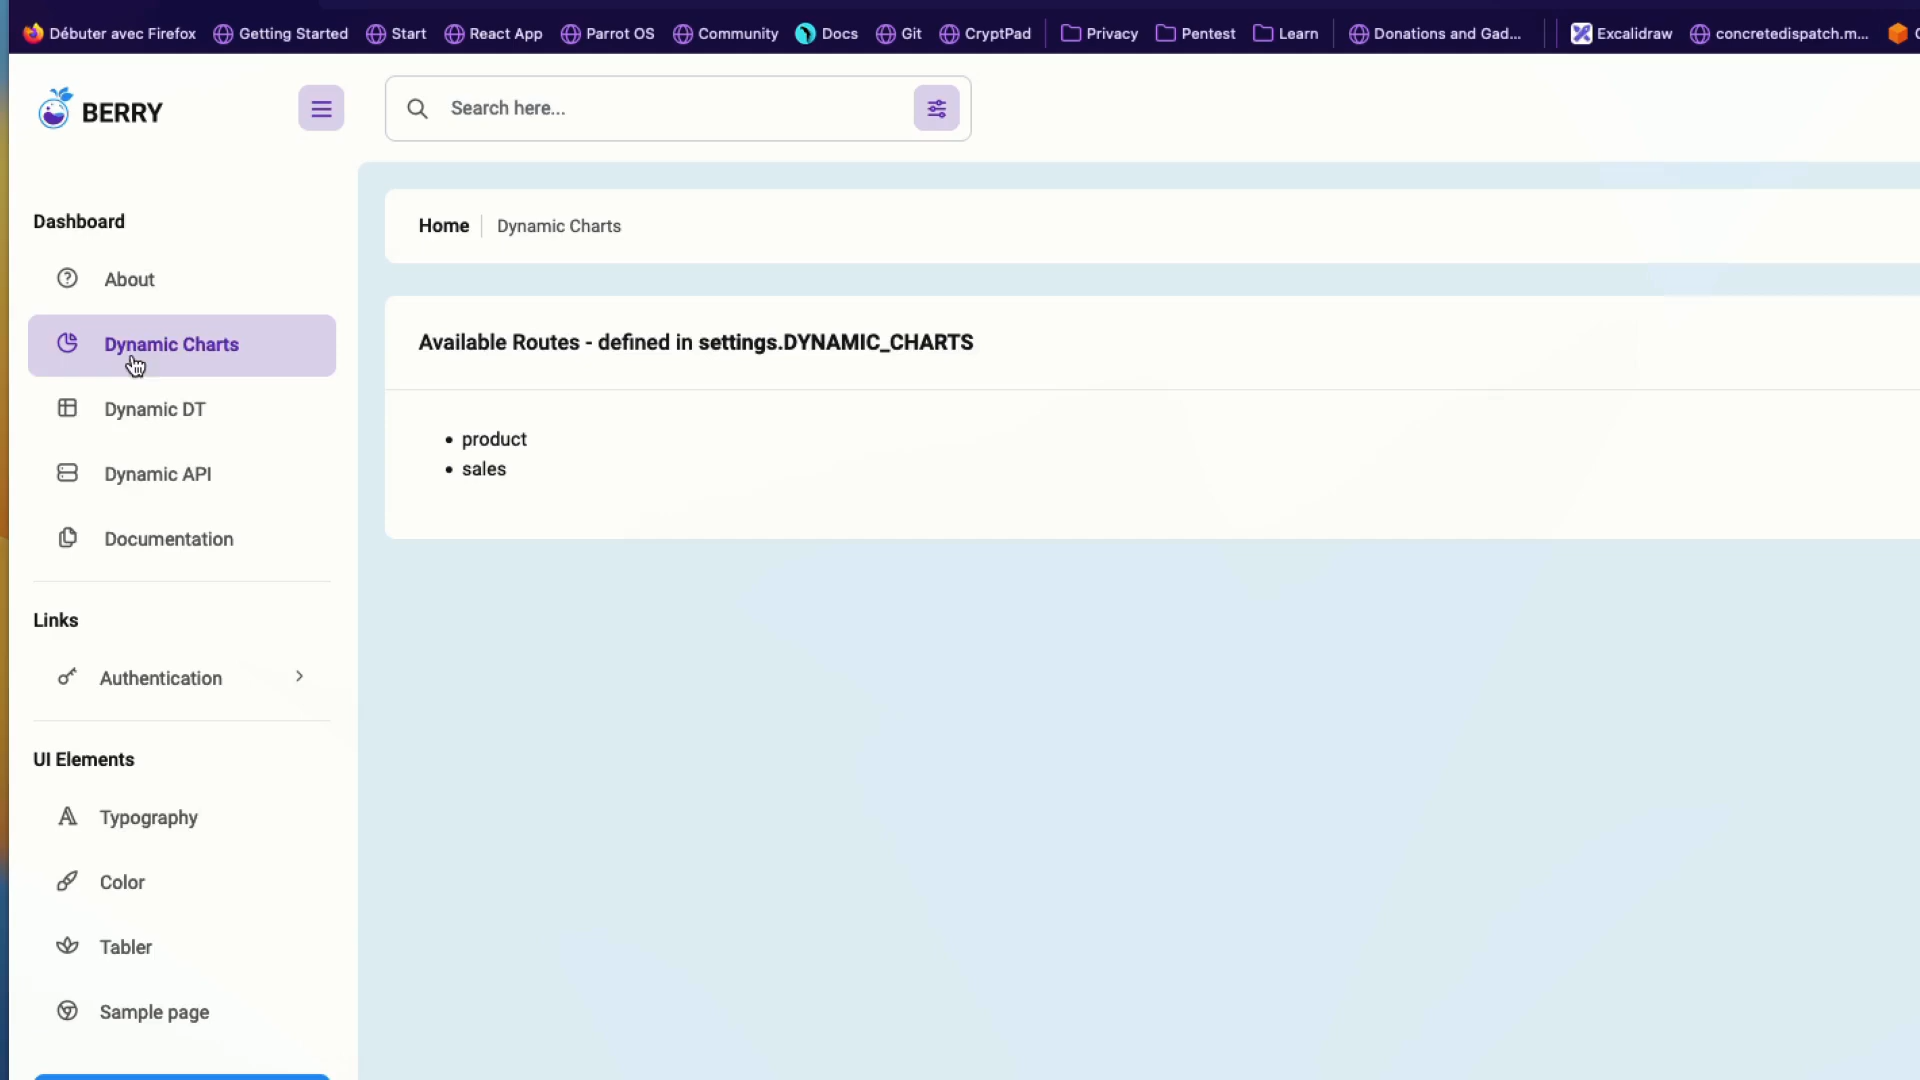 Débuter avec Firefox Getting Started Start React App Parrot OS Community Docs Git CryptPad Privacy Pentest Learn Donations and Gad... Excalidraw concretedispatch.m...
BERRY
Search here...
Home Dynamic Charts
Available Routes - defined in settings.DYNAMIC_CHARTS
product
sales
Dashboard
About
Dynamic Charts
Dynamic DT
Dynamic API
Documentation
Links
Authentication
UI Elements
Typography
Color
Tabler
Sample page